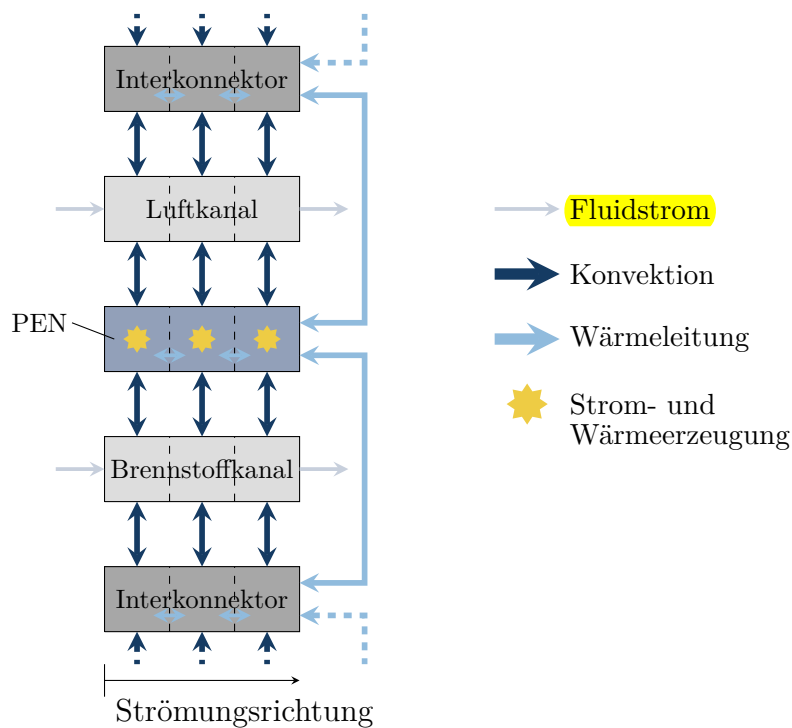 Interkonnektor
Luftkanal
Fluidstrom
Konvektion
PEN
Wärmeleitung
Strom- und
Wärmeerzeugung
Brennstoffkanal
Interkonnektor
Strömungsrichtung